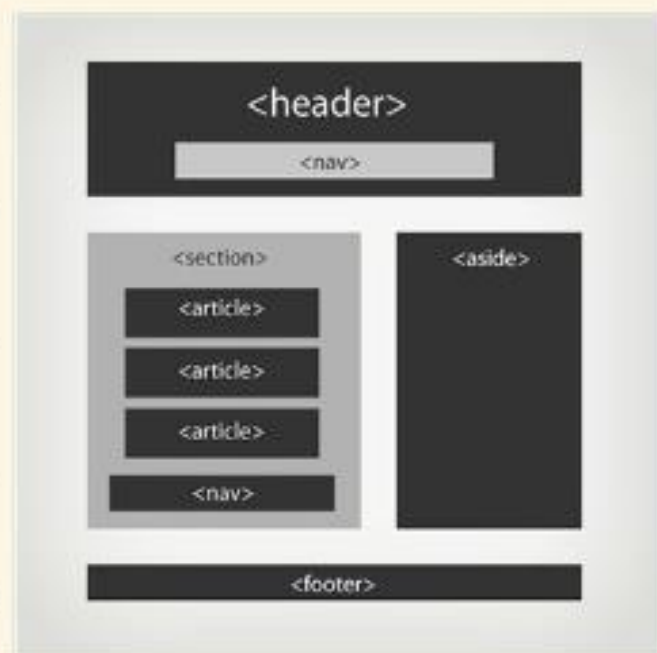 <header>
<nav>
<section>
<article>
<article>
<article>
<nav>
<aside>
<footer>